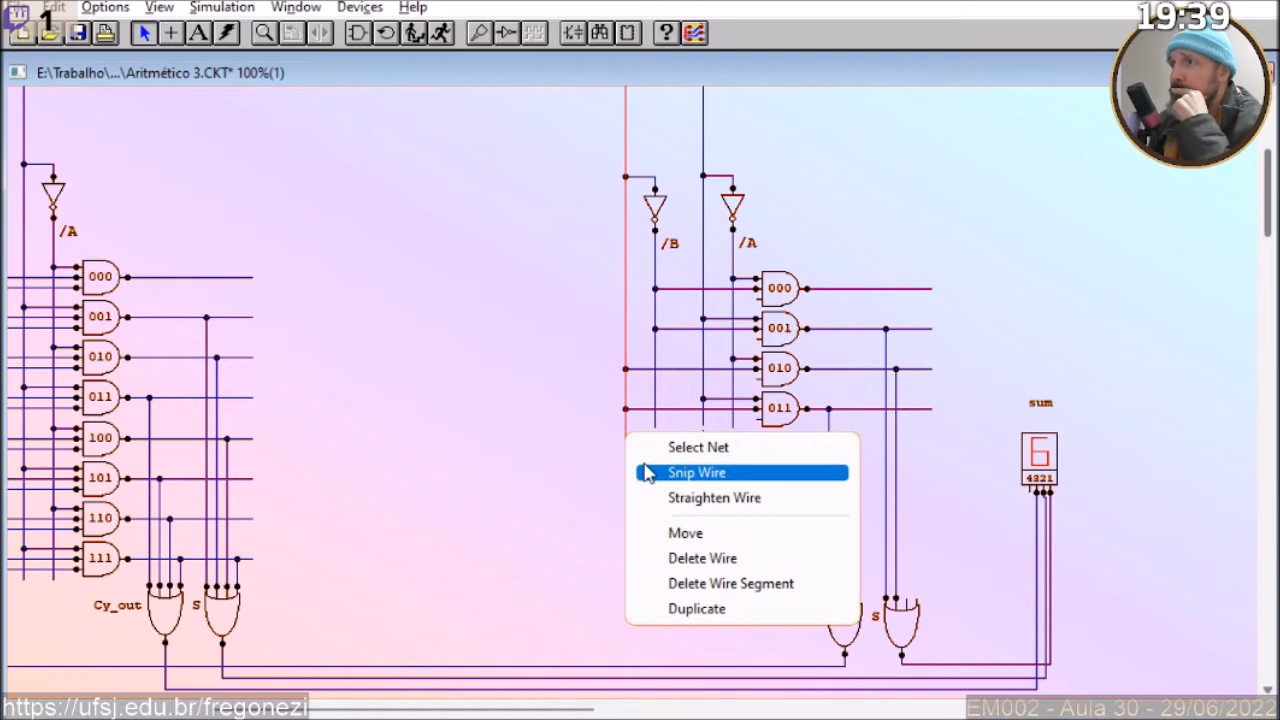 19:39
1
File Edit Options View Simulation Window Devices Help
E:\Trabalho\...\Aritmético 3.CKT* 100%(1)
/A
/B
/A
000
001
010
011
100
101
110
111
000
001
010
011
Select Net
Snip Wire
Straighten Wire
Move
Delete Wire
Delete Wire Segment
Duplicate
sum
6
4321
Cy_out
S
S
https://ufsj.edu.br/fregonezi
EM002 - Aula 30 - 29/06/2022